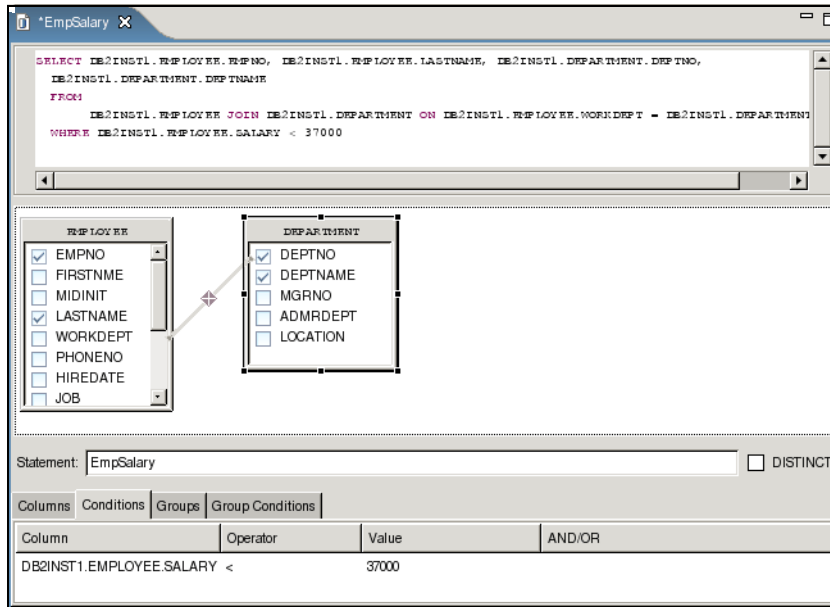 *EmpSalary
SELECT DB2INST1.EMPLOYEE.EMPNO, DB2INST1.EMPLOYEE.LASTNAME, DB2INST1.DEPARTMENT.DEPTNO,
DB2INST1.DEPARTMENT.DEPTNAME
FROM
DB2INST1.EMPLOYEE JOIN DB2INST1.DEPARTMENT ON DB2INST1.EMPLOYEE.WORKDEPT = DB2INST1.DEPARTMENT
WHERE DB2INST1.EMPLOYEE.SALARY < 37000
EMPLOYEE
EMPNO
FIRSTNME
MIDINIT
LASTNAME
WORKDEPT
PHONENO
HIREDATE
JOB
DEPARTMENT
DEPTNO
DEPTNAME
MGRNO
ADMRDEPT
LOCATION
Statement: EmpSalary DISTINCT
Columns Conditions Groups Group Conditions
Column Operator Value AND/OR
DB2INST1.EMPLOYEE.SALARY < 37000